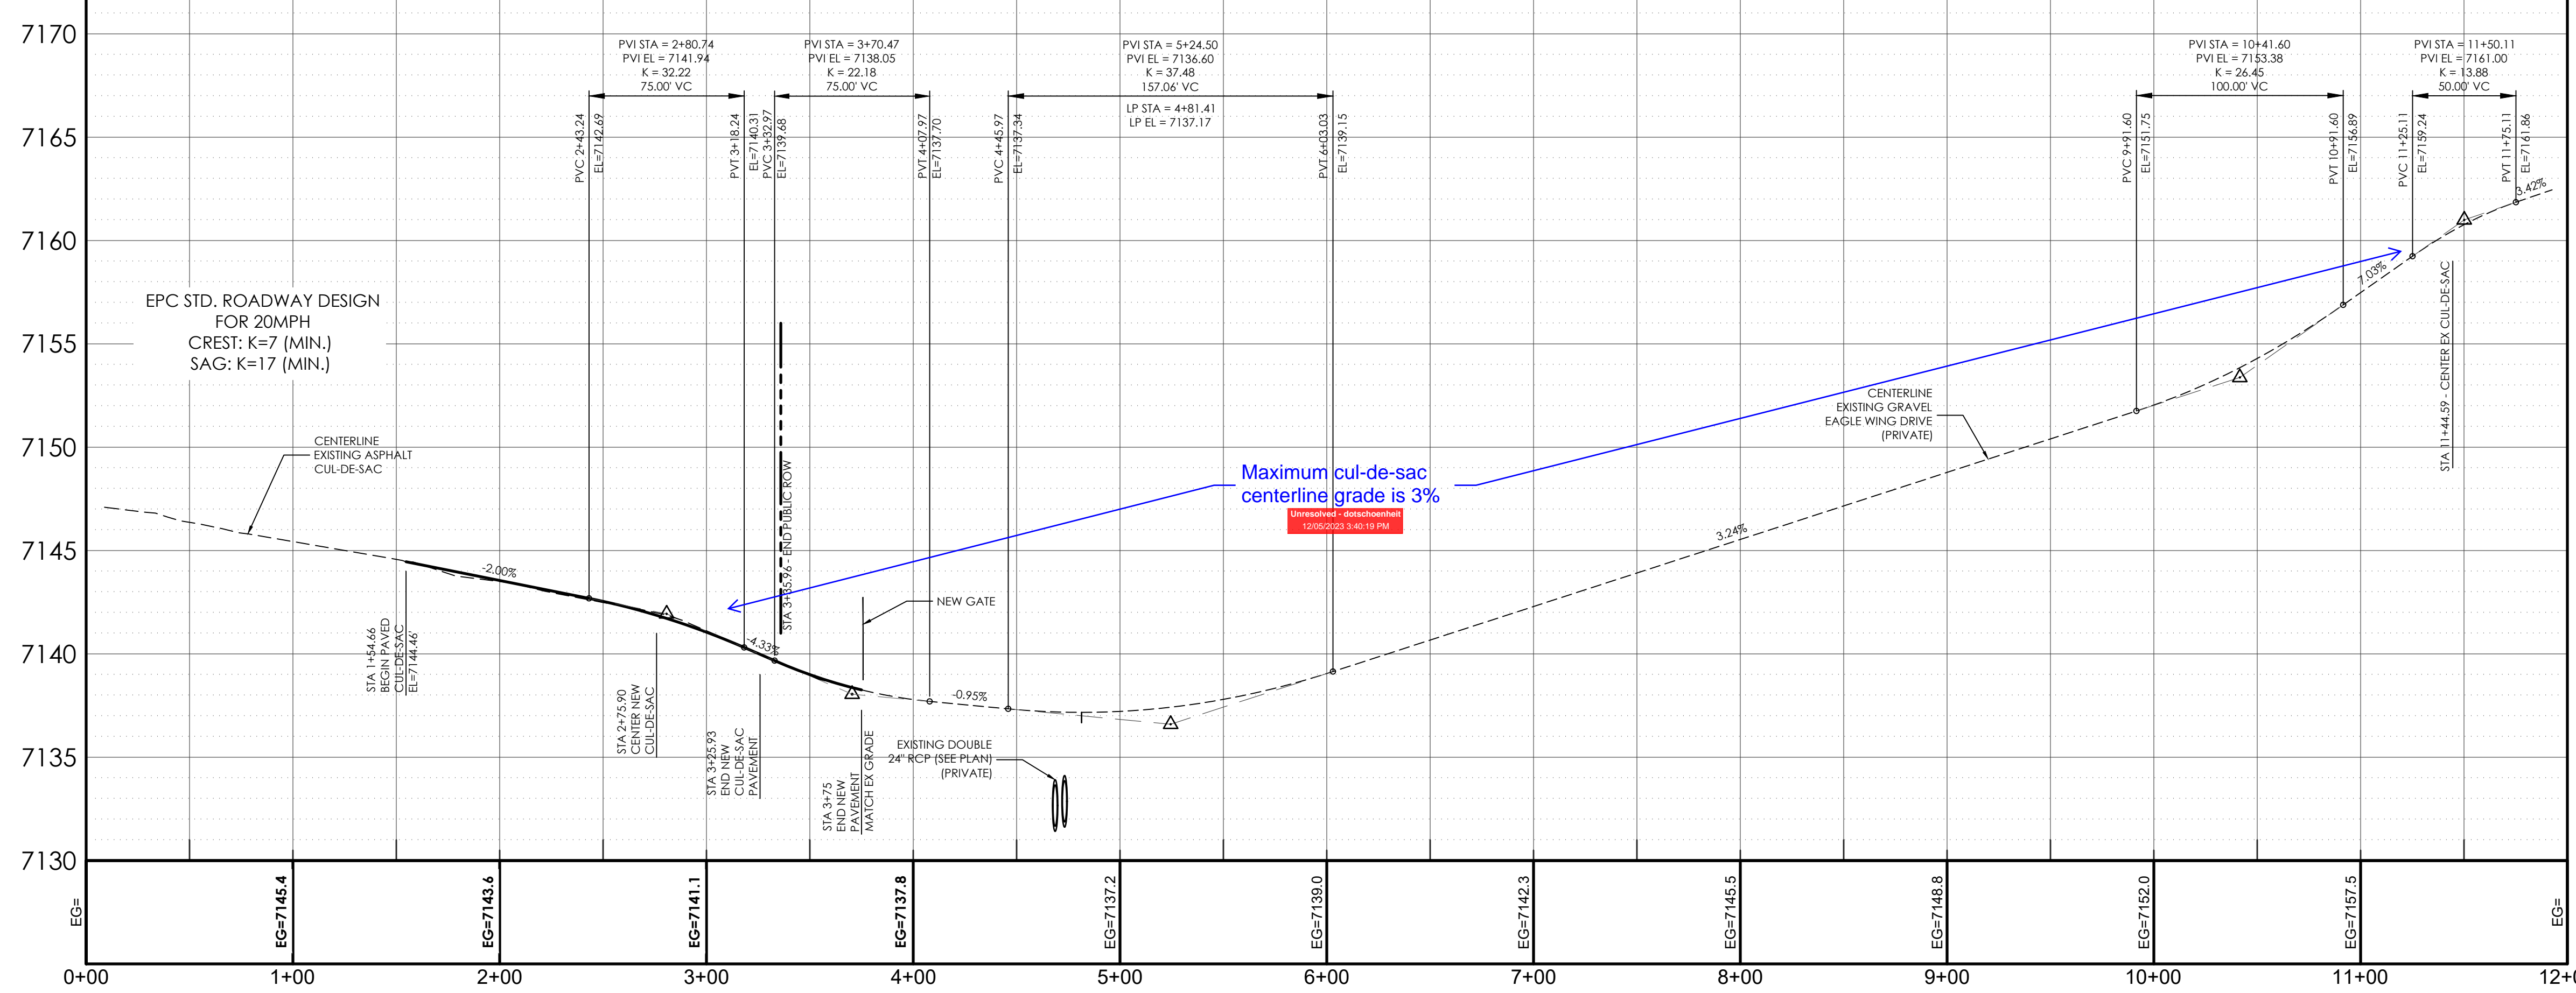 7170
7165
7160
7155
7150
7145
7140
7135
7130
PVI STA = 2+80.74
PVI EL = 7141.94
K = 32.22
75.00' VC
PVI STA = 3+70.47
PVI EL = 7138.05
K = 22.18
75.00' VC
PVI STA = 5+24.50
PVI EL = 7136.60
K = 37.48
157.06' VC
LP STA = 4+81.41
LP EL = 7137.17
PVI STA = 10+41.60
PVI EL = 7153.38
K = 26.45
100.00' VC
PVI STA = 11+50.11
PVI EL = 7161.00
K = 13.88
50.00' VC
PVC 2+43.24
EL=7142.69
PVT 3+18.24
EL=7140.31
PVC 3+32.97
EL=7139.68
PVT 4+07.97
EL=7137.70
PVC 4+45.97
EL=7137.34
PVT 6+03.03
EL=7139.15
PVC 9+91.60
EL=7151.75
PVT 10+91.60
EL=7156.89
PVC 11+25.11
EL=7159.24
PVT 11+75.11
EL=7161.86
EPC STD. ROADWAY DESIGN
FOR 20MPH
CREST: K=7 (MIN.)
SAG: K=17 (MIN.)
CENTERLINE
EXISTING ASPHALT
CUL-DE-SAC
-2.00%
-4.33%
-0.95%
3.24%
7.03%
3.42%
STA 1+54.66
BEGIN PAVED
CUL-DE-SAC
EL=7144.46'
STA 2+75.90
CENTER NEW
CUL-DE-SAC
STA 3+25.93
END NEW
CUL-DE-SAC
PAVEMENT
STA 3+35.96 - END PUBLIC ROW
NEW GATE
STA 3+75
END NEW
PAVEMENT
MATCH EX GRADE
EXISTING DOUBLE
24" RCP (SEE PLAN)
(PRIVATE)
Maximum cul-de-sac
centerline grade is 3%
Unresolved - dotschoenheit
12/05/2023 3:40:19 PM
CENTERLINE
EXISTING GRAVEL
EAGLE WING DRIVE
(PRIVATE)
STA 11+44.59 - CENTER EX CUL-DE-SAC
EG=
EG=7145.4
EG=7143.6
EG=7141.1
EG=7137.8
EG=7137.2
EG=7139.0
EG=7142.3
EG=7145.5
EG=7148.8
EG=7152.0
EG=7157.5
EG=
0+00
1+00
2+00
3+00
4+00
5+00
6+00
7+00
8+00
9+00
10+00
11+00